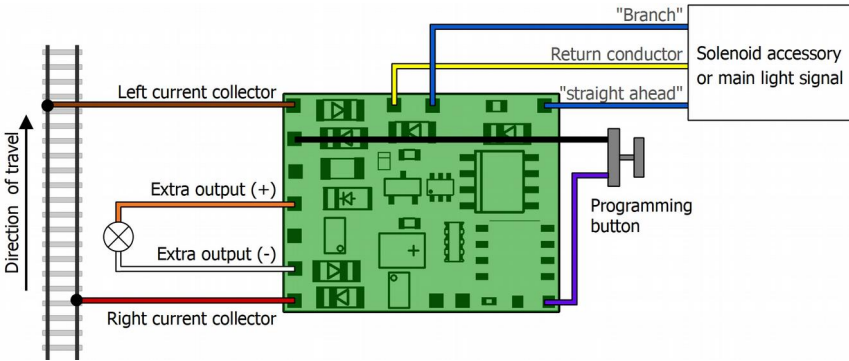 "Branch"
Return conductor
"straight ahead"
Solenoid accessory
or main light signal
Left current collector
Direction of travel
Extra output (+)
Extra output (-)
Right current collector
Programming
button
+